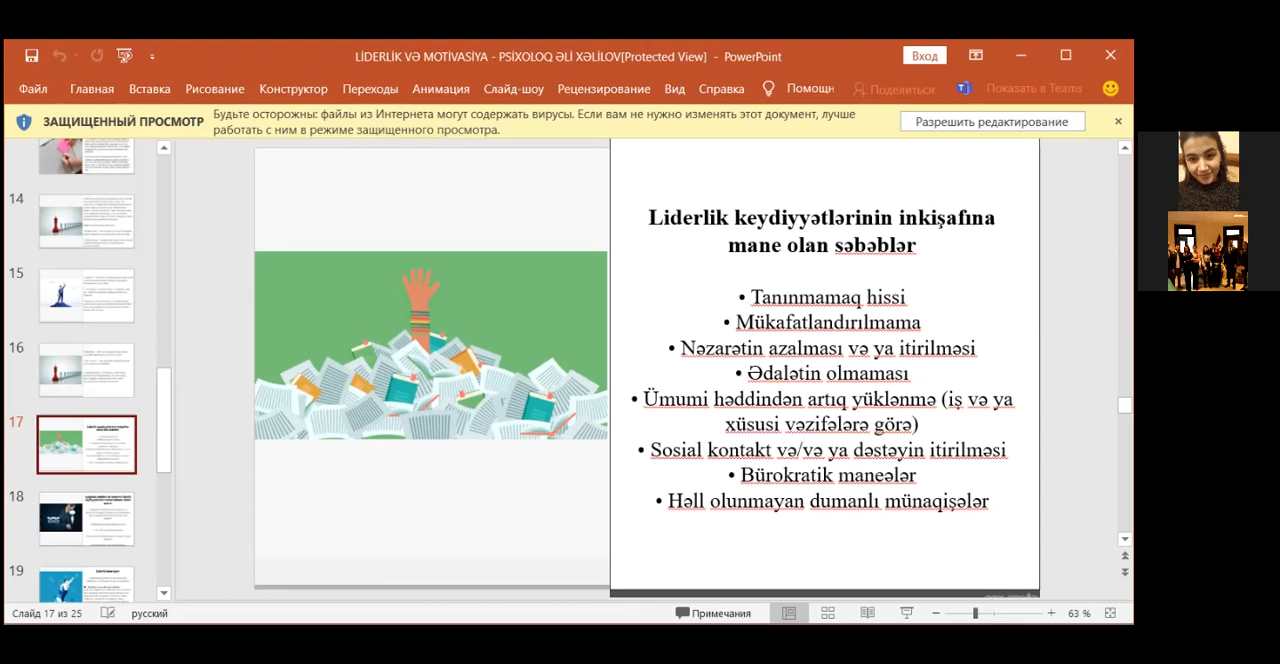 LİDERLİK VƏ MOTİVASİYA - PSİXOLOQ ƏLİ XƏLİLOV[Protected View] - PowerPoint
Вход
Файл Главная Вставка Рисование Конструктор Переходы Анимация Слайд-шоу Рецензирование Вид Справка Помощн Поделиться Показать в Teams
ЗАЩИЩЕННЫЙ ПРОСМОТР
Будьте осторожны: файлы из Интернета могут содержать вирусы. Если вам не нужно изменять этот документ, лучше
работать с ним в режиме защищенного просмотра.
Разрешить редактирование
14
15
16
17
18
19
Liderlik keydiyyətlərinin inkişafına
mane olan səbəblər
• Tanınmamaq hissi
• Mükafatlandırılmama
• Nəzarətin azalması və ya itirilməsi
• Ədalətin olmaması
• Ümumi həddindən artıq yüklənmə (iş və ya
xüsusi vəzifələrə görə)
• Sosial kontakt və/və ya dəstəyin itirilməsi
• Bürokratik maneələr
• Həll olunmayan dumanlı münaqişələr
Слайд 17 из 25
русский
Примечания
63 %